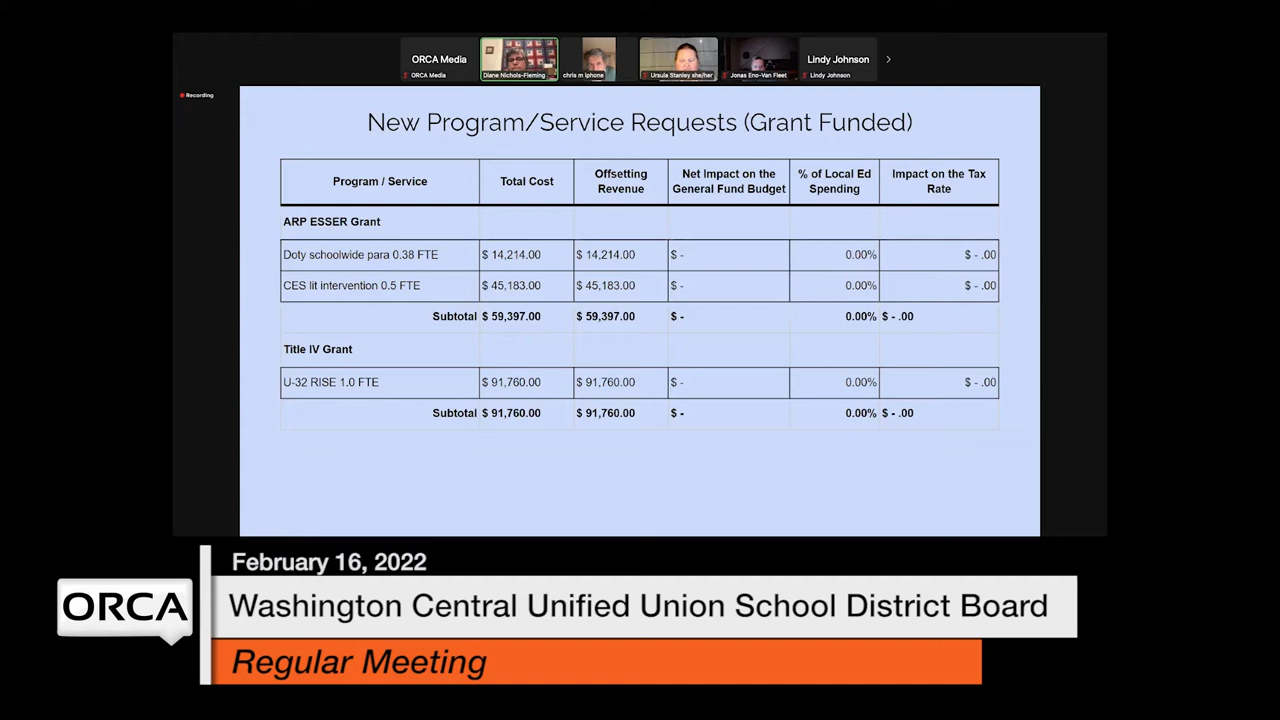 ORCA Media
Lindy Johnson
ORCA Media
Diane Nichols-Fleming
chris m iphone
Ursula Stanley she/her
Jonas Eno-Van Fleet
Lindy Johnson
Recording
New Program/Service Requests (Grant Funded)
Program / Service Total Cost Offsetting Revenue Net Impact on the General Fund Budget % of Local Ed Spending Impact on the Tax Rate
ARP ESSER Grant
Doty schoolwide para 0.38 FTE $ 14,214.00 $ 14,214.00 $ - 0.00% $ - .00
CES lit intervention 0.5 FTE $ 45,183.00 $ 45,183.00 $ - 0.00% $ - .00
Subtotal $ 59,397.00 $ 59,397.00 $ - 0.00% $ - .00
Title IV Grant
U-32 RISE 1.0 FTE $ 91,760.00 $ 91,760.00 $ - 0.00% $ - .00
Subtotal $ 91,760.00 $ 91,760.00 $ - 0.00% $ - .00
February 16, 2022
ORCA
Washington Central Unified Union School District Board
Regular Meeting